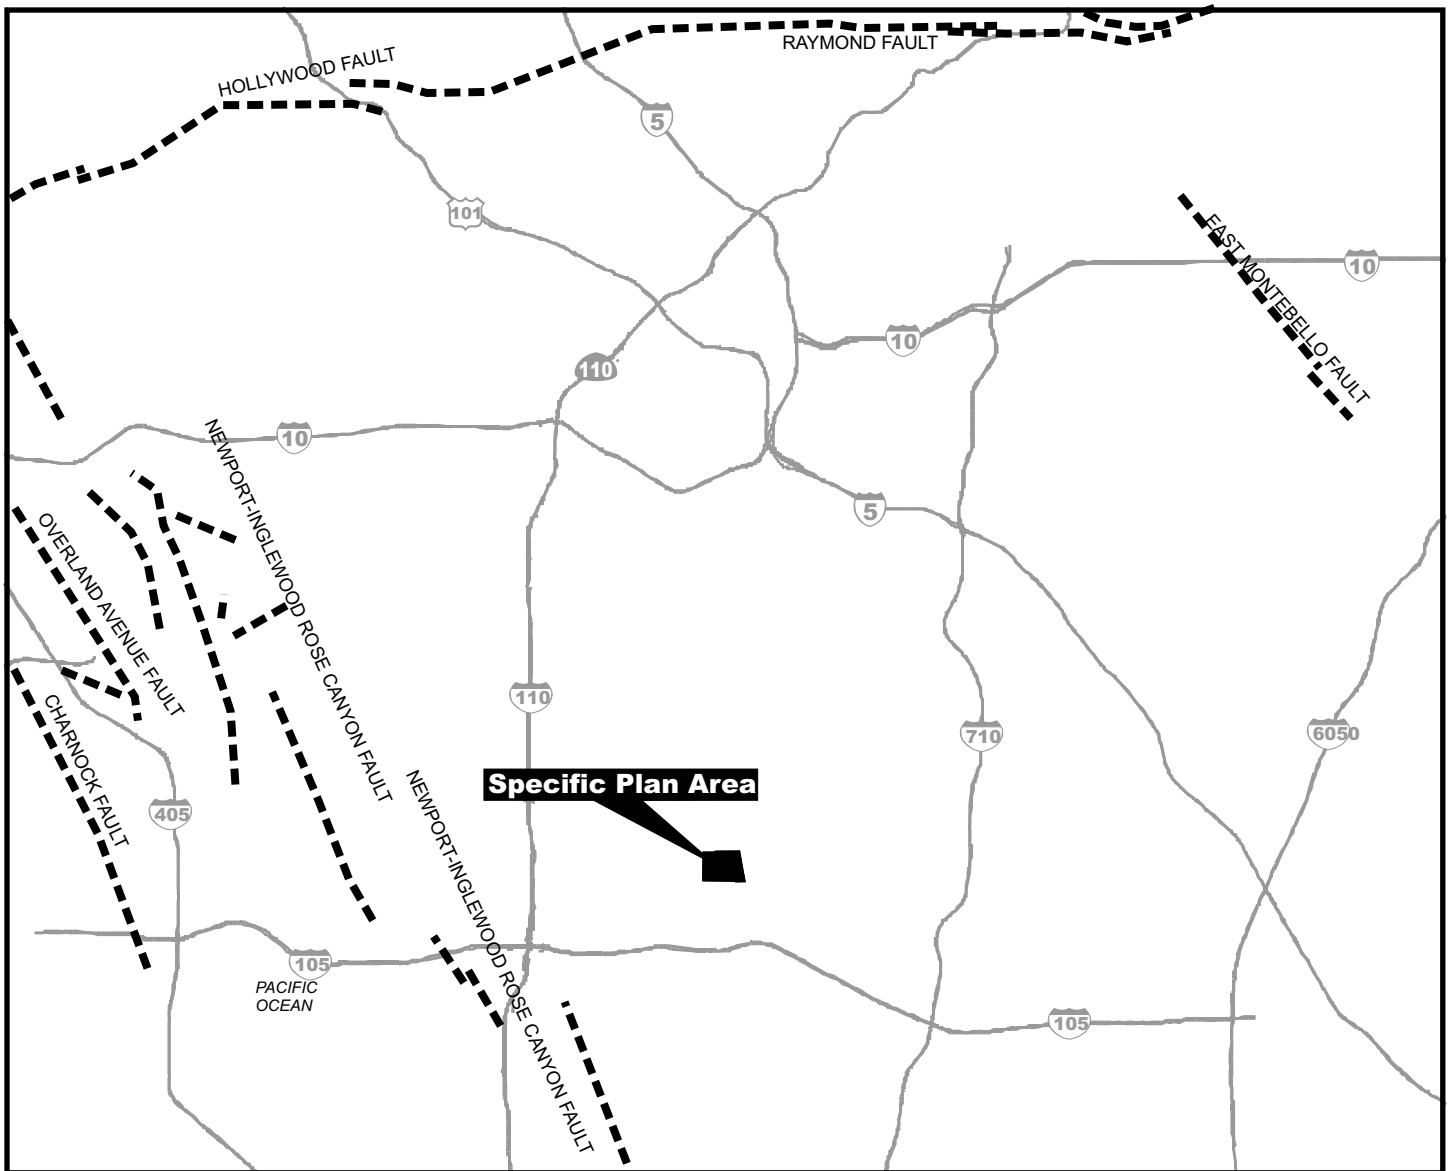 RAYMOND FAULT
HOLLYWOOD FAULT
5
101
EAST MONTEBELLO FAULT
10
10
110
10
NEWPORT-INGLEWOOD ROSE CANYON FAULT
5
OVERLAND AVENUE FAULT
110
CHARNOCK FAULT
710
6050
Specific Plan Area
405
NEWPORT-INGLEWOOD ROSE CANYON FAULT
105
PACIFIC
OCEAN
105